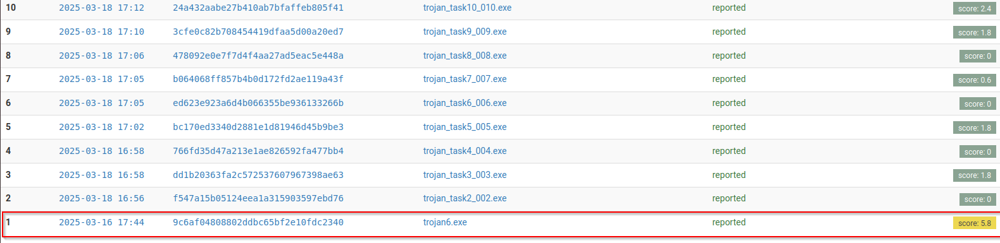 10 2025-03-18 17:12 24a432aabe27b410ab7bfaffeb805f41 trojan_task10_010.exe reported score: 2.4
9 2025-03-18 17:10 3cfe0c82b708454419dfaa5d00a20ed7 trojan_task9_009.exe reported score: 1.8
8 2025-03-18 17:06 478092e0e7f7d4f4aa27ad5eac5e448a trojan_task8_008.exe reported score: 0
7 2025-03-18 17:05 b064068ff857b4b0d172fd2ae119a43f trojan_task7_007.exe reported score: 0.6
6 2025-03-18 17:05 ed623e923a6d4b066355be936133266b trojan_task6_006.exe reported score: 0
5 2025-03-18 17:02 bc170ed3340d2881e1d81946d45b9be3 trojan_task5_005.exe reported score: 1.8
4 2025-03-18 16:58 766fd35d47a213e1ae826592fa477bb4 trojan_task4_004.exe reported score: 0
3 2025-03-18 16:58 dd1b20363fa2c572537607967398ae63 trojan_task3_003.exe reported score: 1.8
2 2025-03-18 16:56 f547a15b05124eea1a315903597ebd76 trojan_task2_002.exe reported score: 0
1 2025-03-16 17:44 9c6af04808802ddbc65bf2e10fdc2340 trojan6.exe reported score: 5.8